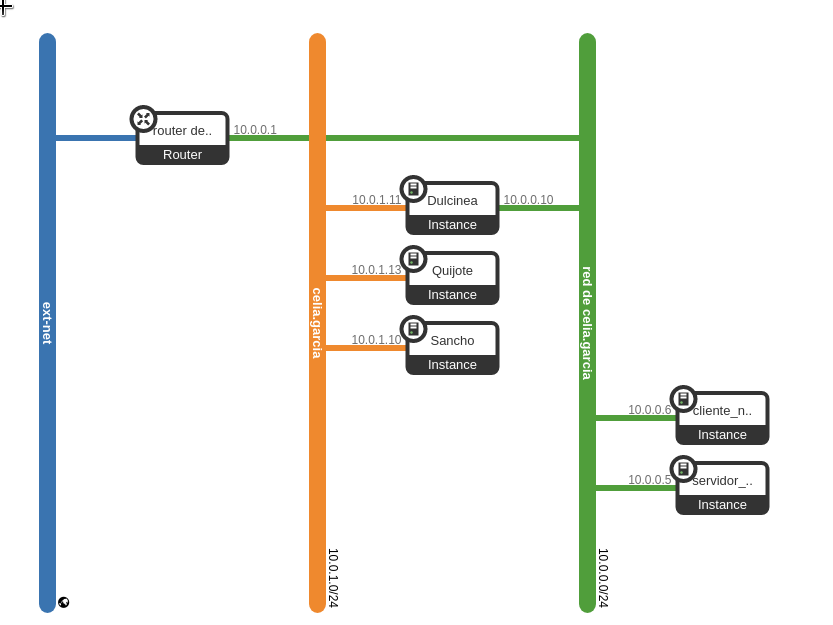 router de..
Router
10.0.0.1
10.0.1.11
Dulcinea
Instance
10.0.0.10
10.0.1.13
Quijote
Instance
10.0.1.10
Sancho
Instance
ext-net
celia.garcia
red de celia.garcia
10.0.0.6
cliente_n..
Instance
10.0.0.5
servidor_..
Instance
10.0.1.0/24
10.0.0.0/24